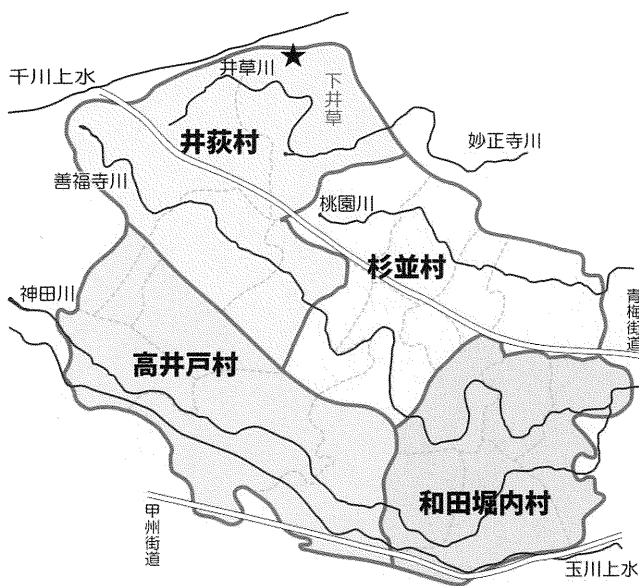 千川上水
井草川
下井草
井荻村
妙正寺川
善福寺川
桃園川
杉並村
神田川
青梅街道
高井戸村
和田堀内村
甲州街道
玉川上水